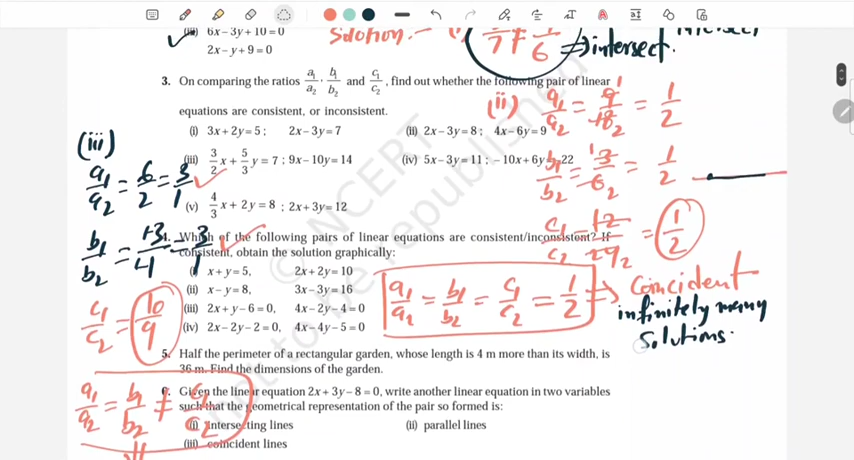 (iii) 6x – 3y + 10 = 0
2x – y + 9 = 0
Solution:-
7 ≠ 6 ⇒ intersect.
3. On comparing the ratios a1/a2, b1/b2 and c1/c2, find out whether the following pair of linear
equations are consistent, or inconsistent.
(i) 3x + 2y = 5 ; 2x – 3y = 7
(ii) 2x – 3y = 8 ; 4x – 6y = 9
(iii) 3/2 x + 5/3 y = 7 ; 9x – 10y = 14
(iv) 5x – 3y = 11 ; – 10x + 6y = –22
(v) 4/3 x + 2y = 8 ; 2x + 3y = 12
4. Which of the following pairs of linear equations are consistent/inconsistent? If
consistent, obtain the solution graphically:
(i) x + y = 5, 2x + 2y = 10
(ii) x – y = 8, 3x – 3y = 16
(iii) 2x + y – 6 = 0, 4x – 2y – 4 = 0
(iv) 2x – 2y – 2 = 0, 4x – 4y – 5 = 0
5. Half the perimeter of a rectangular garden, whose length is 4 m more than its width, is
36 m. Find the dimensions of the garden.
6. Given the linear equation 2x + 3y – 8 = 0, write another linear equation in two variables
such that the geometrical representation of the pair so formed is:
(i) intersecting lines
(ii) parallel lines
(iii) coincident lines
(iii)
a1/a2 = 6/2 = 3/1
c1/c2 = 10/9
a1/a2 = b1/b2 ≠ c1/c2
(ii) a1/a2 = 9/18 = 1/2
b1/b2 = 3/6 = 1/2
c1/c2 = 12/24 = 1/2
a1/a2 = b1/b2 = c1/c2 = 1/2 → Coincident
infinitely many
solutions.
© NCERT
not to be republished